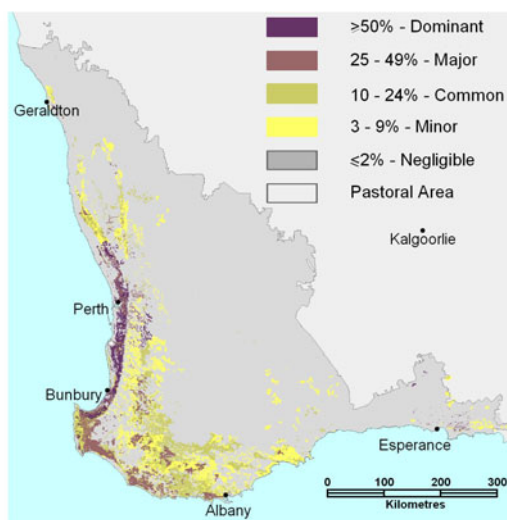 ≥50% - Dominant
25 - 49% - Major
10 - 24% - Common
3 - 9% - Minor
≤2% - Negligible
Pastoral Area
Geraldton
Kalgoorlie
Perth
Bunbury
Esperance
Albany
0 100 200 300
Kilometres